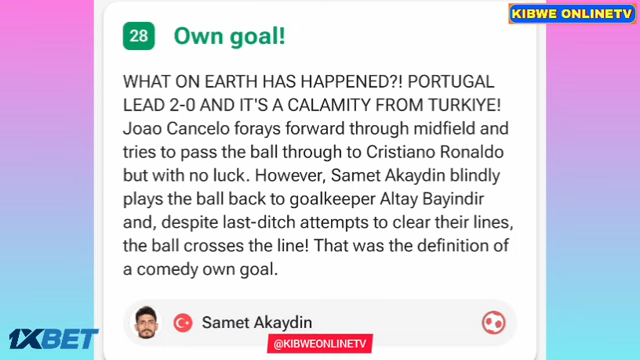 KIBWE ONLINETV
28 Own goal!
WHAT ON EARTH HAS HAPPENED?! PORTUGAL
LEAD 2-0 AND IT'S A CALAMITY FROM TURKIYE!
Joao Cancelo forays forward through midfield and
tries to pass the ball through to Cristiano Ronaldo
but with no luck. However, Samet Akaydin blindly
plays the ball back to goalkeeper Altay Bayindir
and, despite last-ditch attempts to clear their lines,
the ball crosses the line! That was the definition of
a comedy own goal.
Samet Akaydin
1XBET
@KIBWEONLINETV